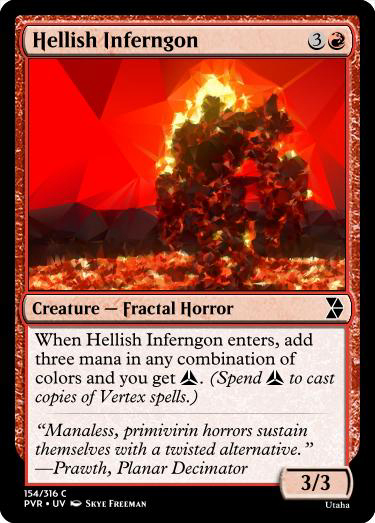 Hellish Inferngon 3
Creature — Fractal Horror
When Hellish Inferngon enters, add
three mana in any combination of
colors and you get . (Spend to cast
copies of Vertex spells.)
“Manaless, primivirin horrors sustain
themselves with a twisted alternative.”
—Prawth, Planar Decimator
3/3
154/316 C
PVR • UV Skye Freeman
Utaha